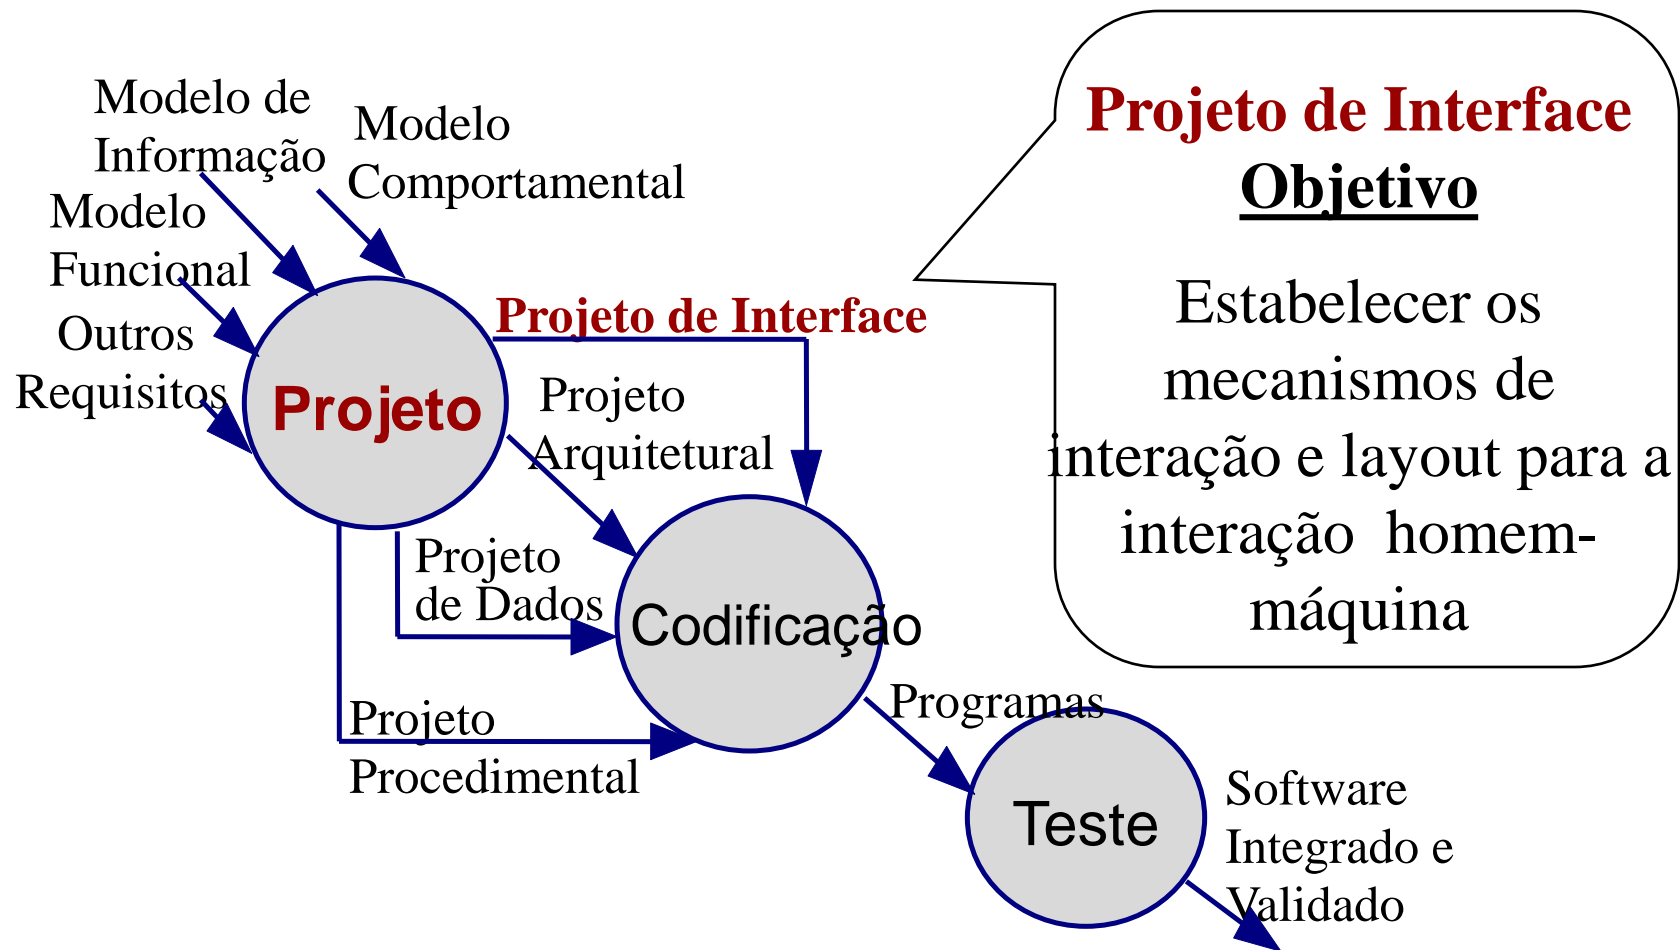 Modelo de
Informação
Modelo
Comportamental
Modelo
Funcional
Outros
Requisitos
Projeto
Projeto de Interface
Projeto
Arquitetural
Projeto
de Dados
Projeto
Procedimental
Codificação
Programas
Teste
Software
Integrado e
Validado
Projeto de Interface
Objetivo
Estabelecer os
mecanismos de
interação e layout para a
interação homem-
máquina